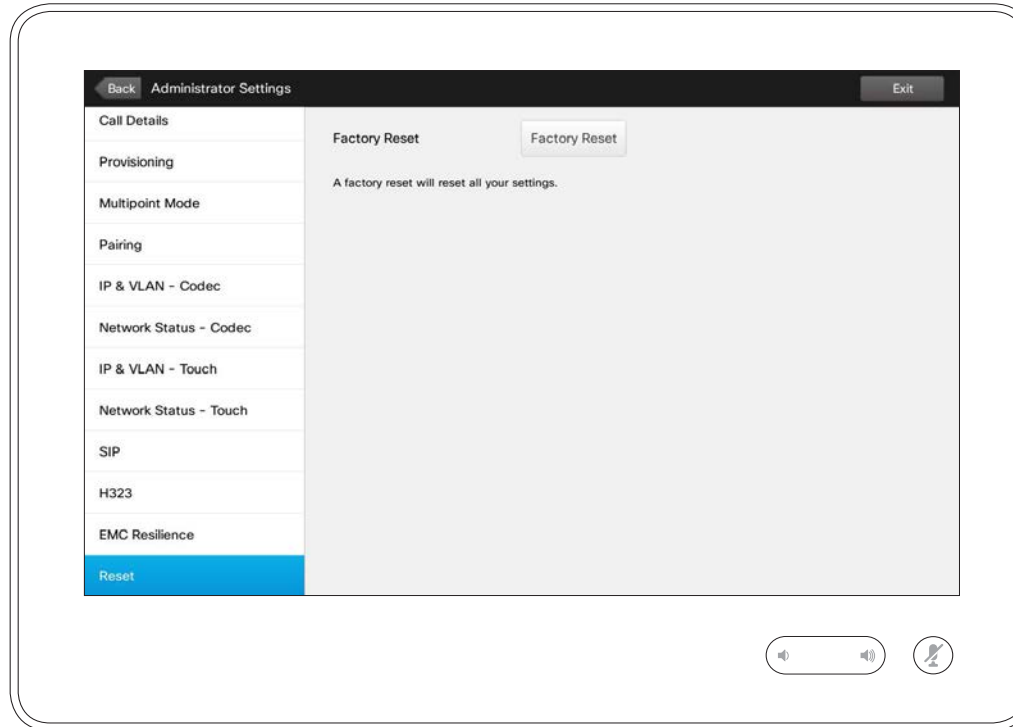 Back Administrator Settings Exit
Call Details
Provisioning
Multipoint Mode
Pairing
IP & VLAN - Codec
Network Status - Codec
IP & VLAN - Touch
Network Status - Touch
SIP
H323
EMC Resilience
Reset
Factory Reset Factory Reset
A factory reset will reset all your settings.